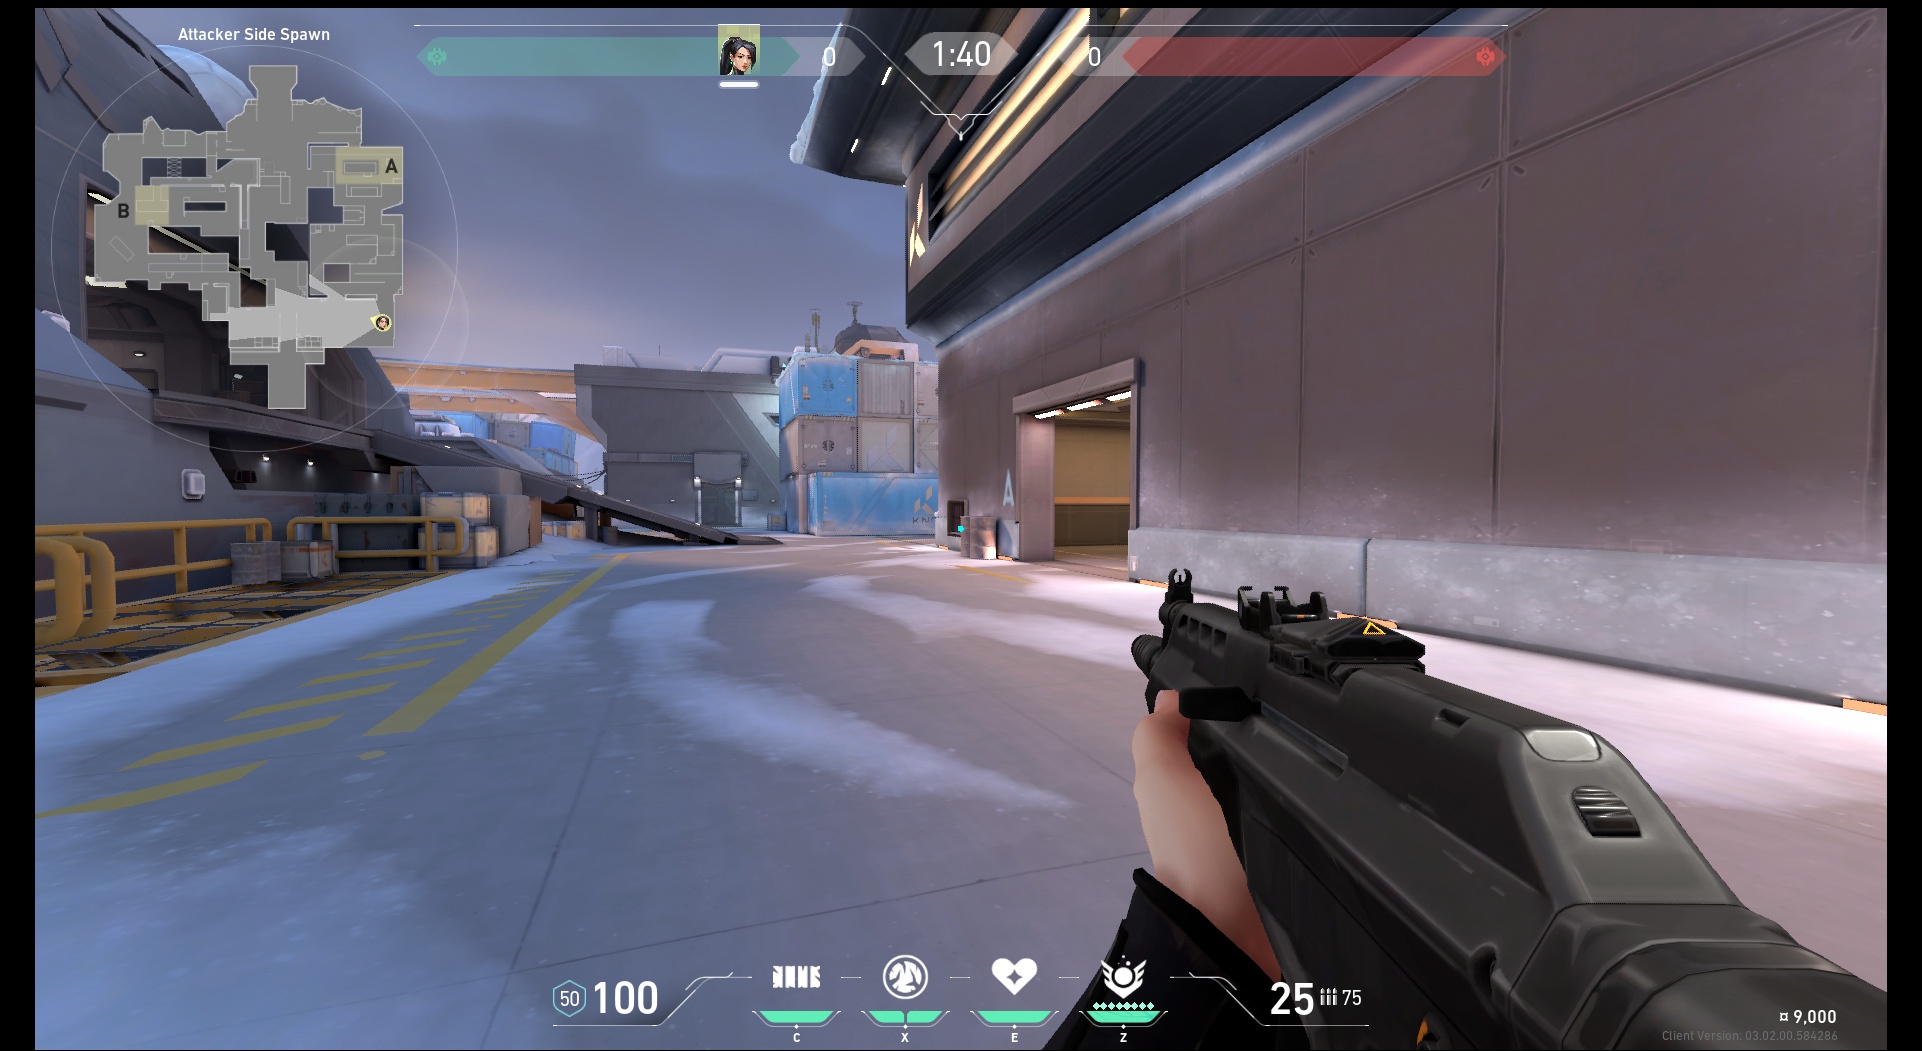 Attacker Side Spawn
0
1:40
0
A
B
A
50
100
25
75
C
X
E
Z
¤ 9,000
Client Version: 03.02.00.584286